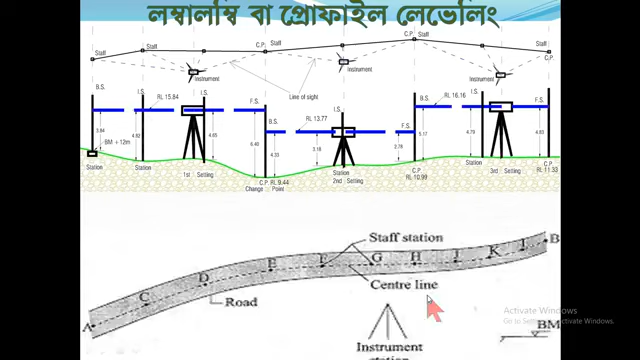 লম্বালম্বি বা প্রোফাইল লেভেলিং
Staff Staff C.P. Staff Staff C.P. Staff Staff C.P.
Instrument Instrument Instrument
Line of sight
B.S. I.S. RL 15.84 I.S. F.S. B.S. RL 13.77 I.S. F.S. B.S. RL 16.16 I.S. I.S. F.S.
3.84 4.62 4.65 6.40 4.33 3.18 2.78 5.17 4.79 4.83
BM + 12m
Station Station 1st Setting C.P. RL 9.44 Change Point Station 2nd Setting C.P. RL 10.99 3rd Setting C.P. RL 11.33
Staff station
A C D E F G H J K I B
Centre line
Road
Instrument
station
BM
Activate Windows
Go to Settings to activate Windows.